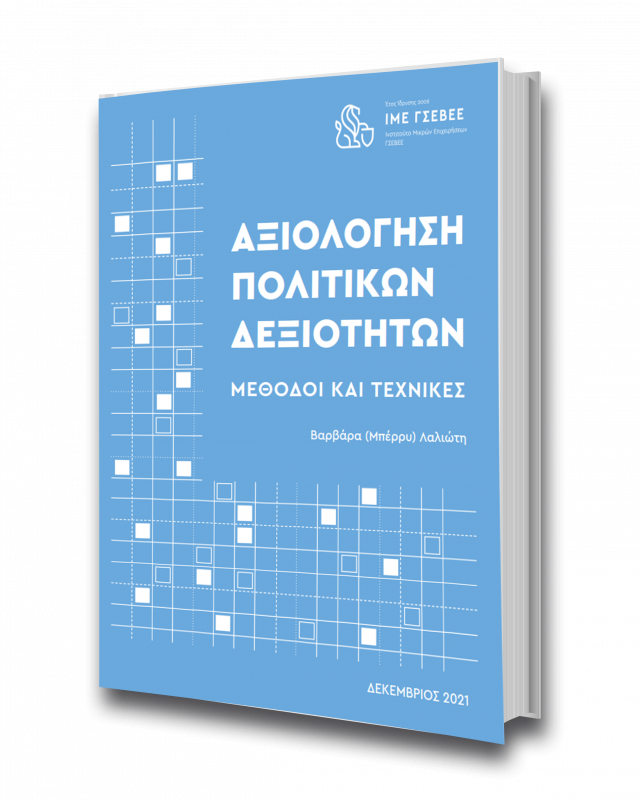 Έτος Ίδρυσης 2006
ΙΜΕ ΓΣΕΒΕΕ
Ινστιτούτο Μικρών Επιχειρήσεων
ΓΣΕΒΕΕ
ΑΞΙΟΛΟΓΗΣΗ
ΠΟΛΙΤΙΚΩΝ
ΔΕΞΙΟΤΗΤΩΝ
ΜΕΘΟΔΟΙ ΚΑΙ ΤΕΧΝΙΚΕΣ
Βαρβάρα (Μπέρρυ) Λαλιώτη
ΔΕΚΕΜΒΡΙΟΣ 2021